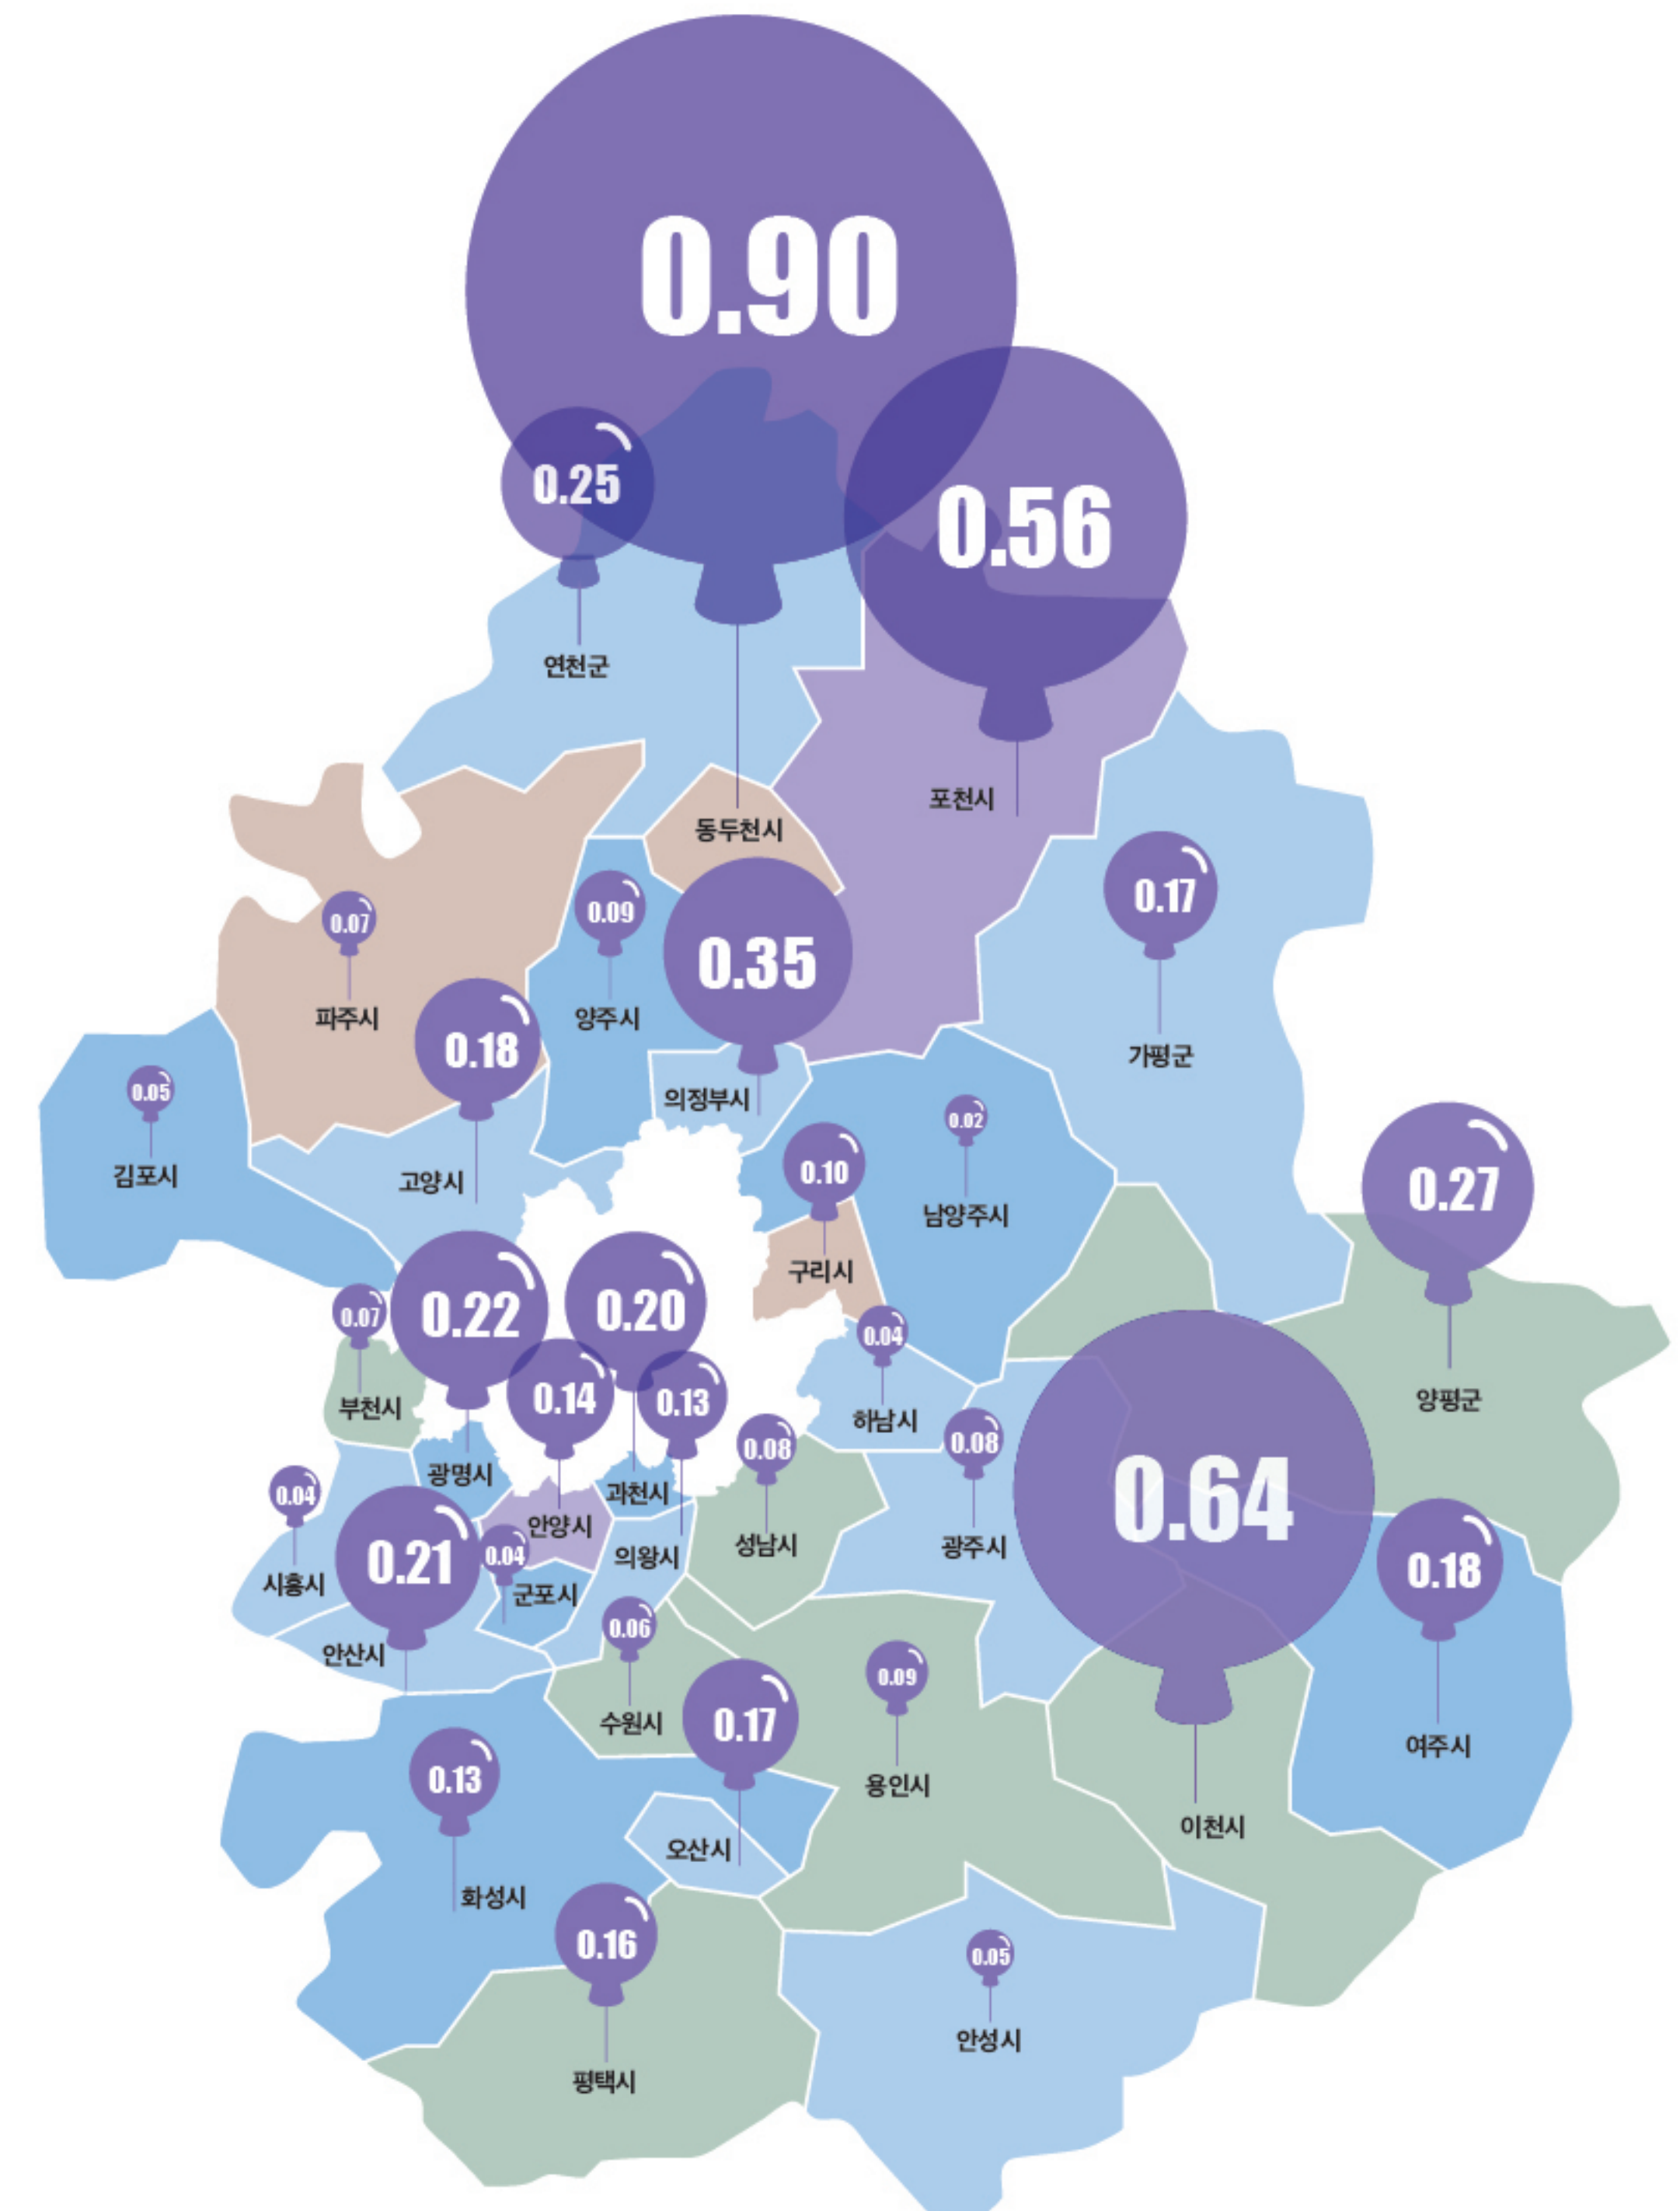 0.90
0.25
0.56
연천군
포천시
동두천시
0.17
0.07
0.09
0.35
파주시
양주시
0.18
가평군
0.05
의정부시
0.02
김포시
고양시
0.10
남양주시
0.27
구리시
0.07
0.22
0.20
0.04
부천시
0.14
0.13
하남시
양평군
0.08
0.08
광명시
과천시
0.04
안양시
0.64
0.21
0.04
의왕시
성남시
광주시
0.18
시흥시
군포시
0.06
안산시
0.09
수원시
0.17
여주시
0.13
용인시
이천시
오산시
화성시
0.16
0.05
안성시
평택시